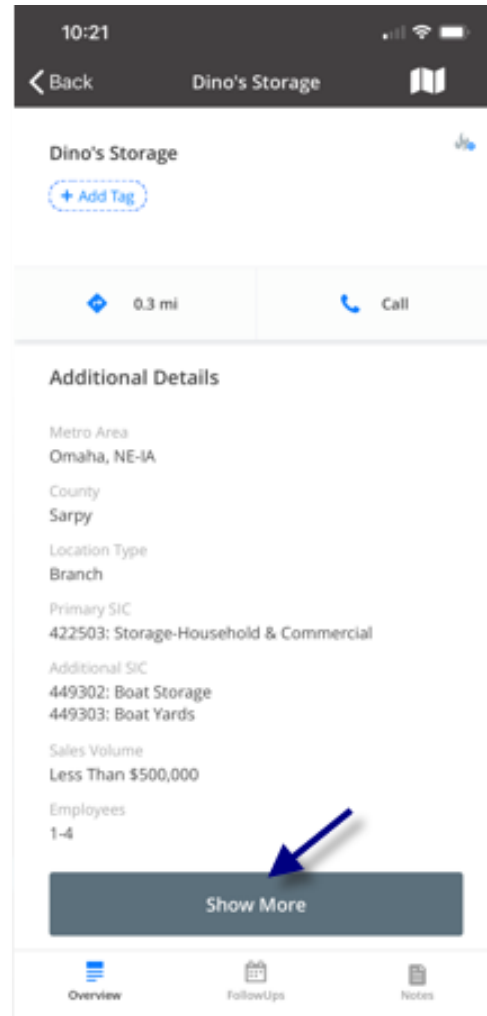 10:21
Back Dino's Storage
Dino's Storage
+ Add Tag
0.3 mi Call
Additional Details
Metro Area
Omaha, NE-IA
County
Sarpy
Location Type
Branch
Primary SIC
422503: Storage-Household & Commercial
Additional SIC
449302: Boat Storage
449303: Boat Yards
Sales Volume
Less Than $500,000
Employees
1-4
Show More
Overview FollowUps Notes